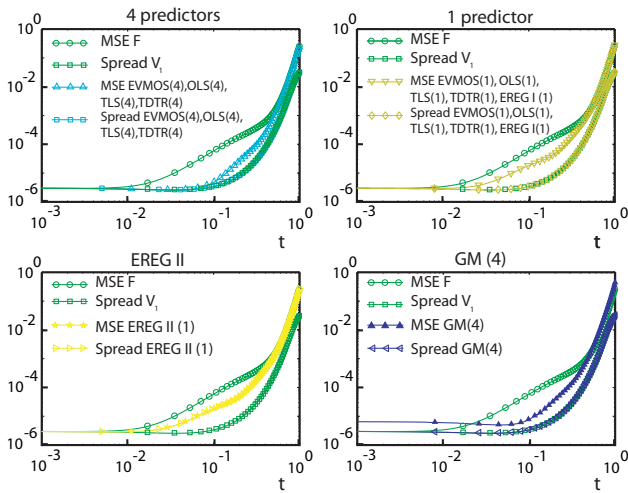 4 predictors
10^0
MSE F
Spread V_1
MSE EVMOS(4),OLS(4),
TLS(4),TDTR(4)
Spread EVMOS(4),OLS(4),
TLS(4),TDTR(4)
10^-2
10^-4
10^-6
10^-3 10^-2 10^-1 10^0
t
1 predictor
10^0
MSE F
Spread V_1
MSE EVMOS(1),OLS(1),
TLS(1),TDTR(1),EREG I (1)
Spread EVMOS(1),OLS(1),
TLS(1),TDTR(1),EREG I(1)
10^-2
10^-4
10^-6
10^-3 10^-2 10^-1 10^0
t
EREG II
10^0
MSE F
Spread V_1
MSE EREG II (1)
Spread EREG II (1)
10^-2
10^-4
10^-6
10^-3 10^-2 10^-1 10^0
t
GM (4)
10^0
MSE F
Spread V_1
MSE GM(4)
Spread GM(4)
10^-2
10^-4
10^-6
10^-3 10^-2 10^-1 10^0
t